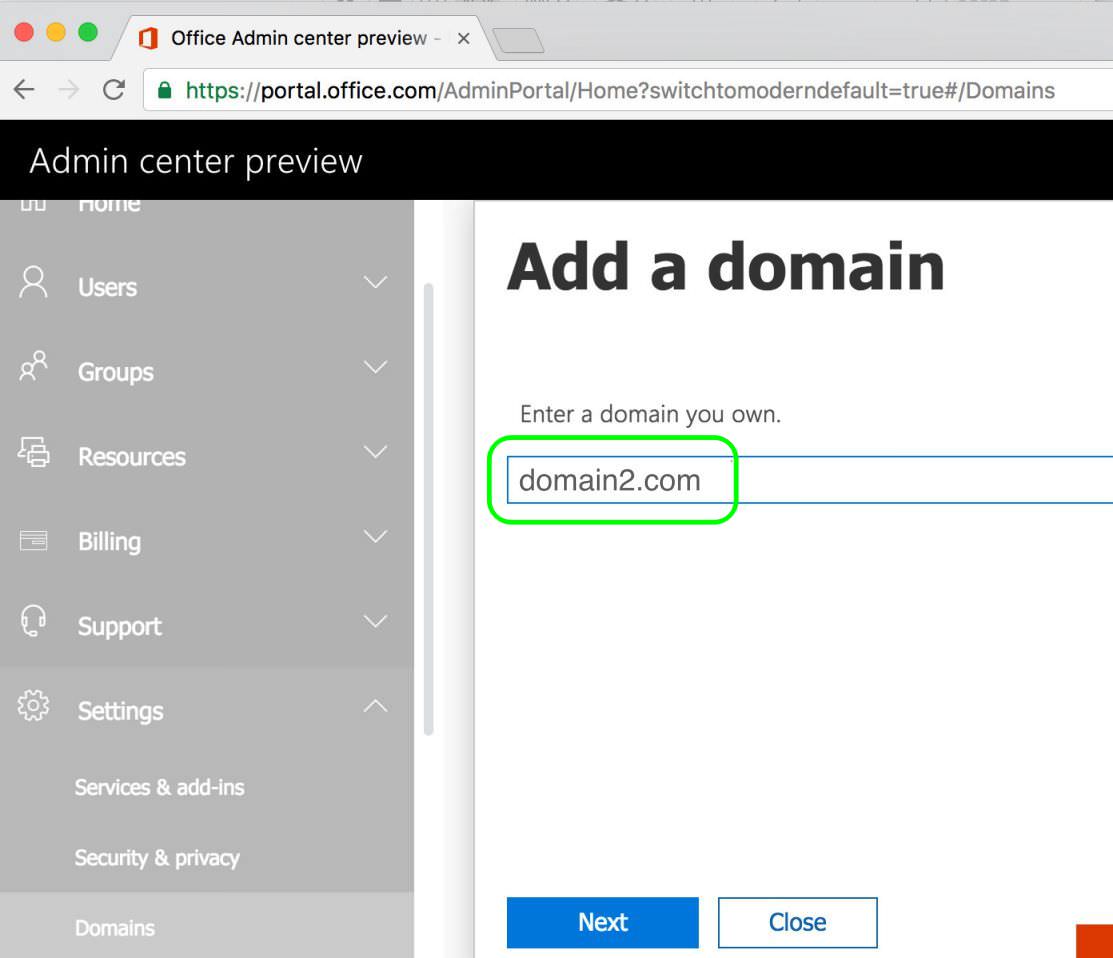 Office Admin center preview -
https://portal.office.com/AdminPortal/Home?switchtomoderndefault=true#/Domains
Admin center preview
Home
Users
Groups
Resources
Billing
Support
Settings
Services & add-ins
Security & privacy
Domains
Add a domain
Enter a domain you own.
domain2.com
Next
Close